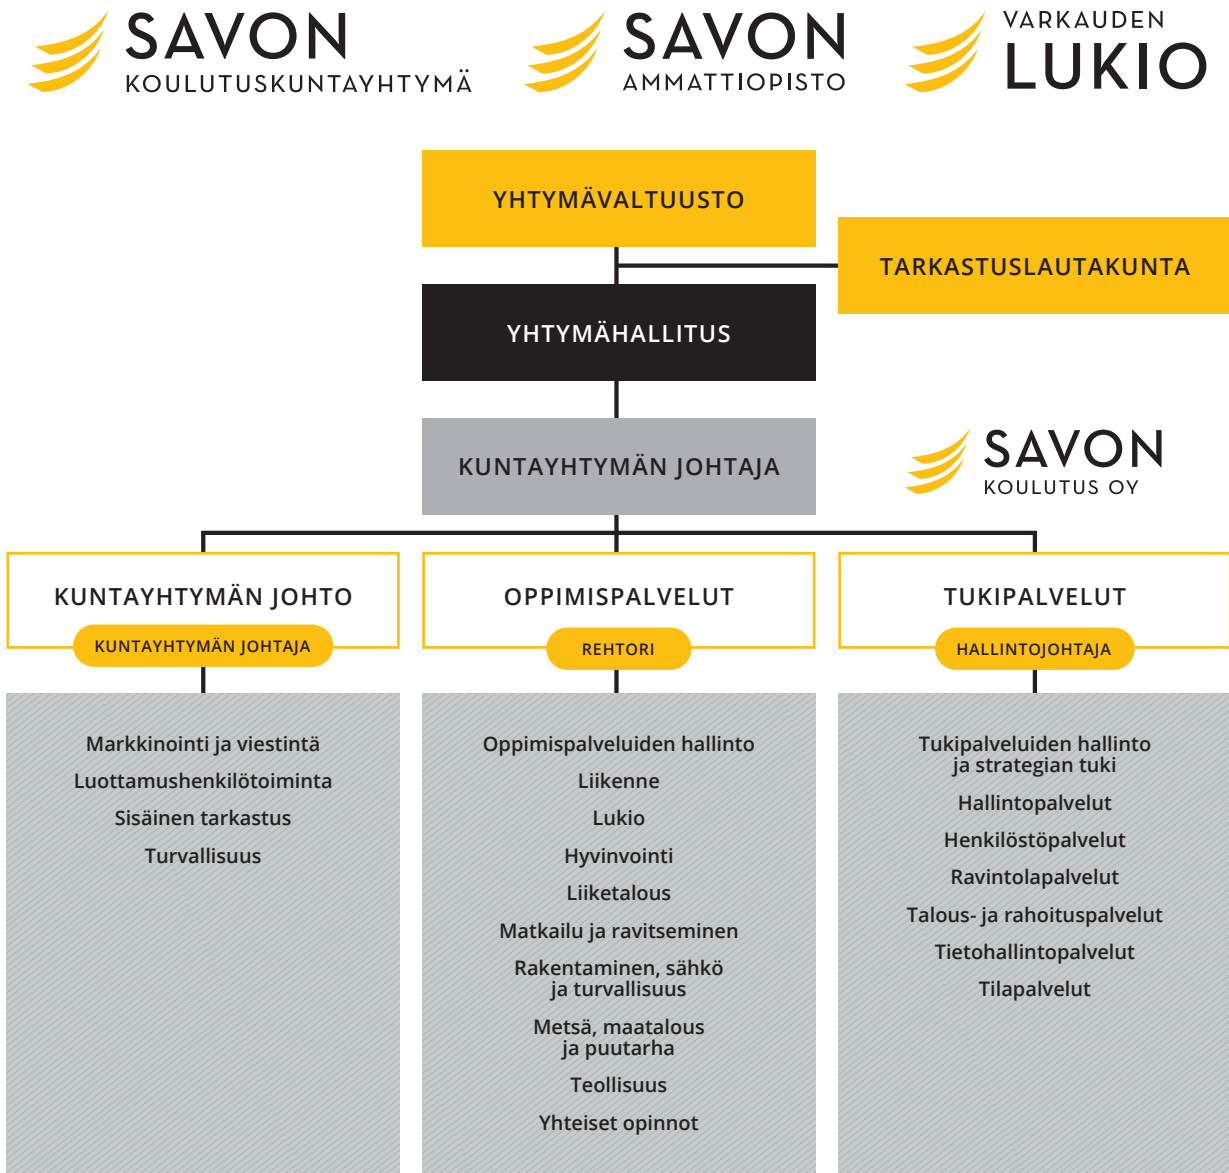 SAVON
KOULUTUSKUNTAYHTYMÄ
SAVON
AMMATTIOPISTO
VARKAUDEN
LUKIO
YHTYMÄVALTUUSTO
TARKASTUSLAUTAKUNTA
YHTYMÄHALLITUS
KUNTAYHTYMÄN JOHTAJA
SAVON
KOULUTUS OY
KUNTAYHTYMÄN JOHTO
KUNTAYHTYMÄN JOHTAJA
Markkinointi ja viestintä
Luottamushenkilötoiminta
Sisäinen tarkastus
Turvallisuus
OPPIMISPALVELUT
REHTORI
Oppimispalveluiden hallinto
Liikenne
Lukio
Hyvinvointi
Liiketalous
Matkailu ja ravitseminen
Rakentaminen, sähkö
ja turvallisuus
Metsä, maatalous
ja puutarha
Teollisuus
Yhteiset opinnot
TUKIPALVELUT
HALLINTOJOHTAJA
Tukipalveluiden hallinto
ja strategian tuki
Hallintopalvelut
Henkilöstöpalvelut
Ravintolapalvelut
Talous- ja rahoituspalvelut
Tietohallintopalvelut
Tilapalvelut